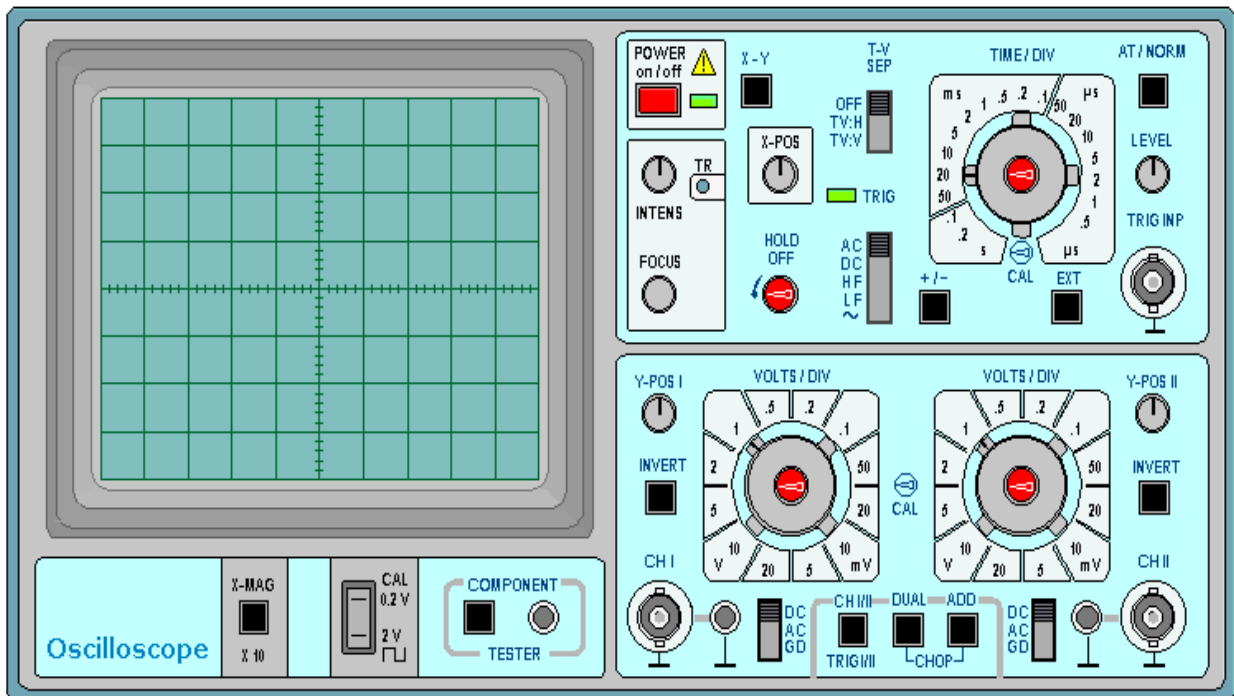 POWER
on / off
X - Y
T-V
SEP
OFF
TV:H
TV:V
X-POS
TR
INTENS
FOCUS
TRIG
HOLD
OFF
AC
DC
HF
LF
~
TIME / DIV
ms
µs
.5 .2 .1
1
2
5
10
20
50
.1
.2
s
50
20
10
5
2
1
.5
µs
CAL
+ / -
EXT
AT / NORM
LEVEL
TRIG INP
Y-POS I
INVERT
CH I
VOLTS / DIV
.5 .2
1 .1
2 50
5 20
10 10
V 20 5 mV
CAL
VOLTS / DIV
.5 .2
1 .1
2 50
5 20
10 10
V 20 5 mV
Y-POS II
INVERT
CH II
DC
AC
GD
CH I/II DUAL ADD
TRIG I/II CHOP
DC
AC
GD
Oscilloscope
X-MAG
X 10
CAL
0.2 V
2 V
COMPONENT
TESTER